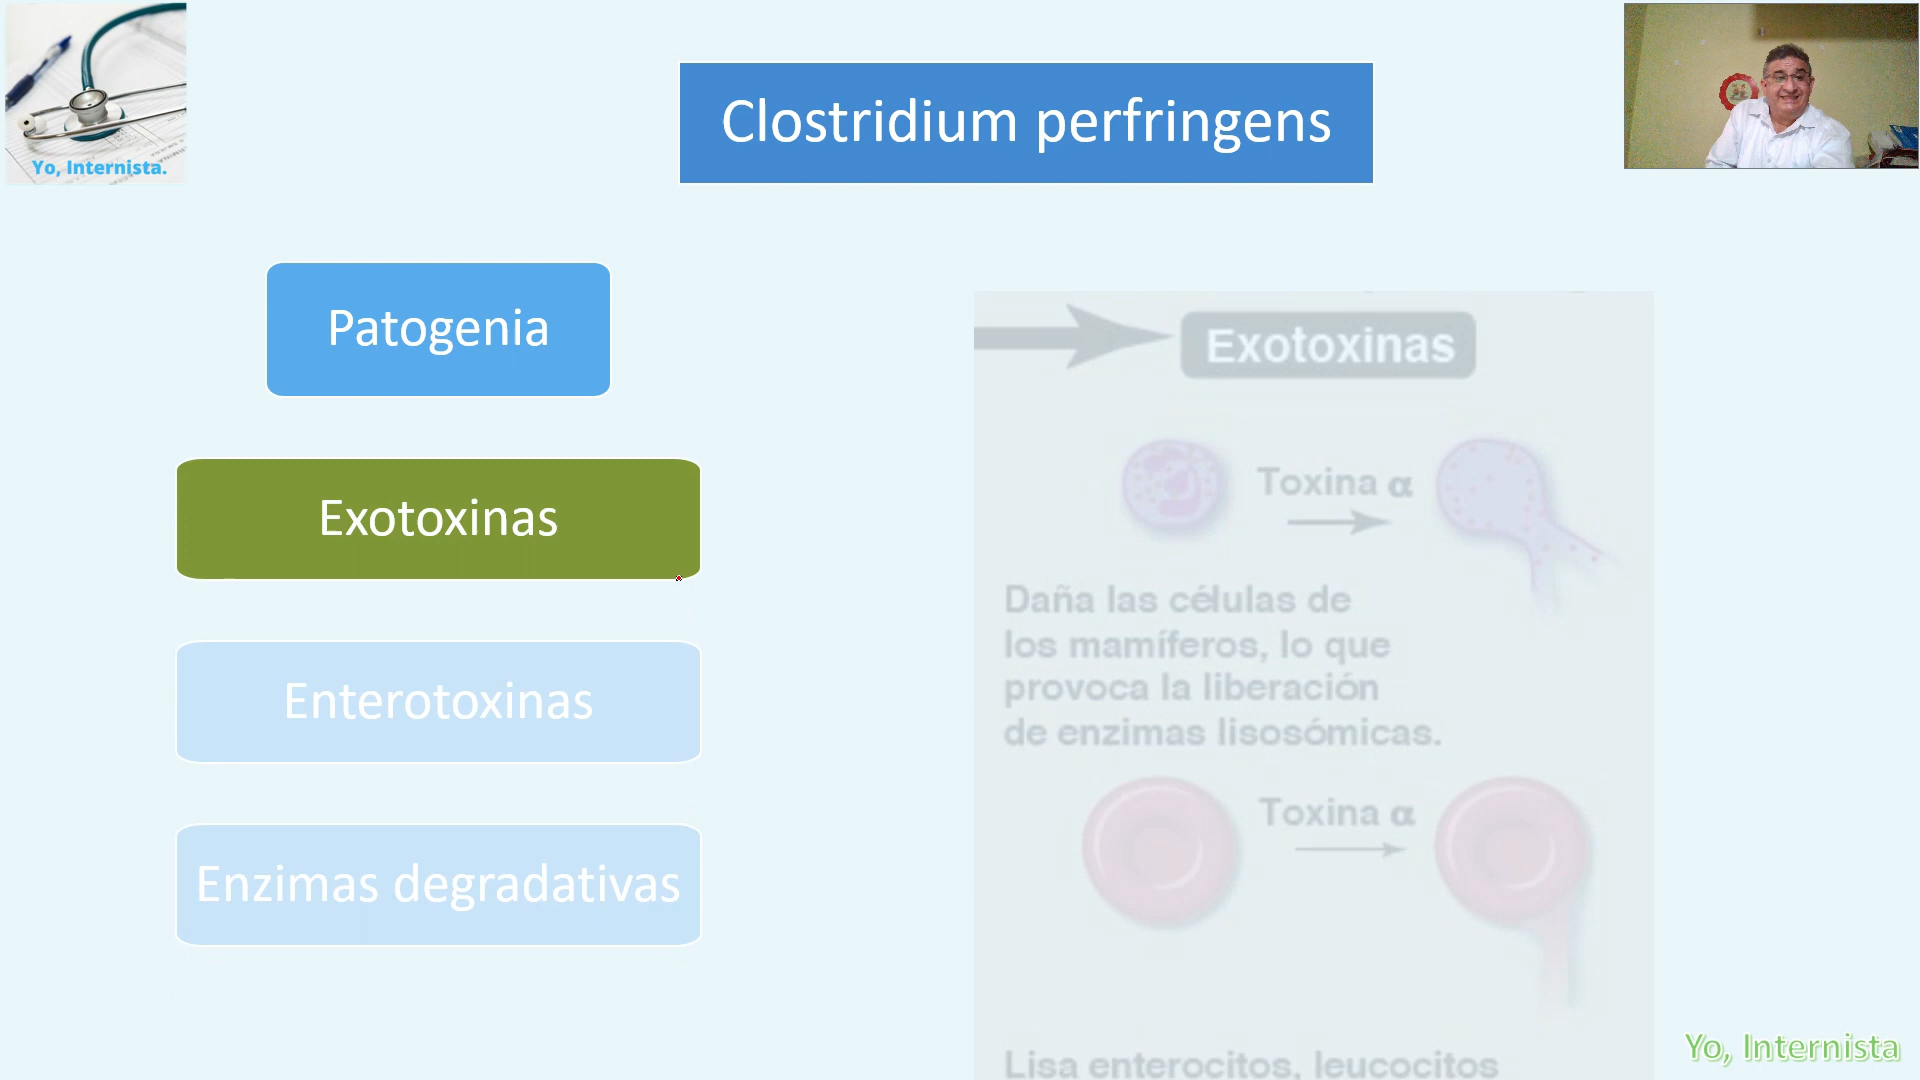 Yo, Internista.
Clostridium perfringens
Patogenia
Exotoxinas
Enterotoxinas
Enzimas degradativas
Exotoxinas
Toxina α
Daña las células de
los mamíferos, lo que
provoca la liberación
de enzimas lisosómicas.
Toxina α
Lisa enterocitos, leucocitos
Yo, Internista